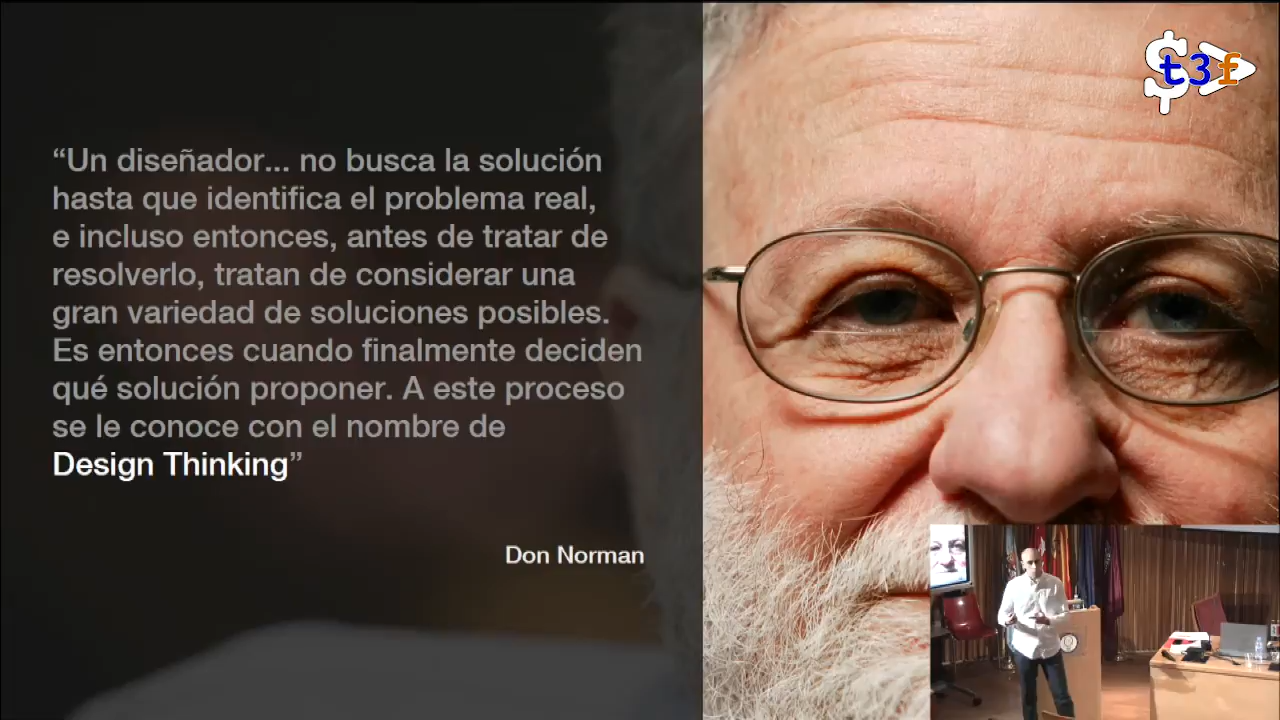 “Un diseñador... no busca la solución
hasta que identifica el problema real,
e incluso entonces, antes de tratar de
resolverlo, tratan de considerar una
gran variedad de soluciones posibles.
Es entonces cuando finalmente deciden
qué solución proponer. A este proceso
se le conoce con el nombre de
Design Thinking”
Don Norman
t3f